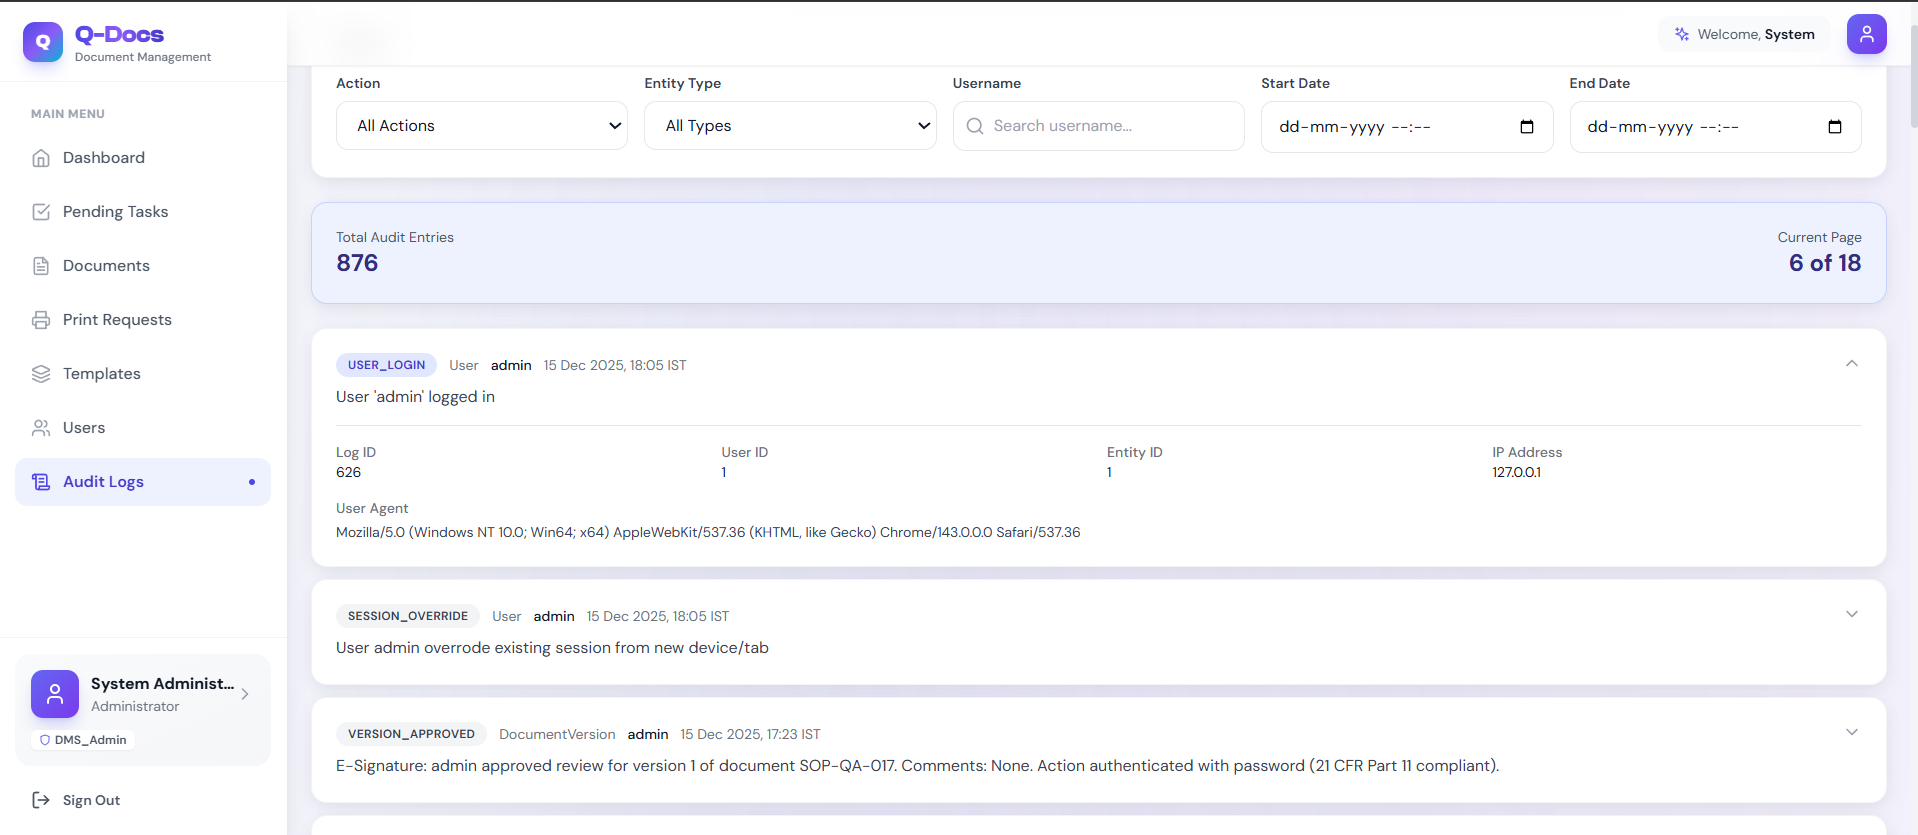 Q
Q-Docs
Document Management
MAIN MENU
Dashboard
Pending Tasks
Documents
Print Requests
Templates
Users
Audit Logs
System Administ...
Administrator
DMS_Admin
Sign Out
Welcome, System
Action
Entity Type
Username
Start Date
End Date
All Actions
All Types
Search username...
dd-mm-yyyy --:--
dd-mm-yyyy --:--
Total Audit Entries
876
Current Page
6 of 18
USER_LOGIN User admin 15 Dec 2025, 18:05 IST
User 'admin' logged in
Log ID
626
User ID
1
Entity ID
1
IP Address
127.0.0.1
User Agent
Mozilla/5.0 (Windows NT 10.0; Win64; x64) AppleWebKit/537.36 (KHTML, like Gecko) Chrome/143.0.0.0 Safari/537.36
SESSION_OVERRIDE User admin 15 Dec 2025, 18:05 IST
User admin overrode existing session from new device/tab
VERSION_APPROVED DocumentVersion admin 15 Dec 2025, 17:23 IST
E-Signature: admin approved review for version 1 of document SOP-QA-017. Comments: None. Action authenticated with password (21 CFR Part 11 compliant).